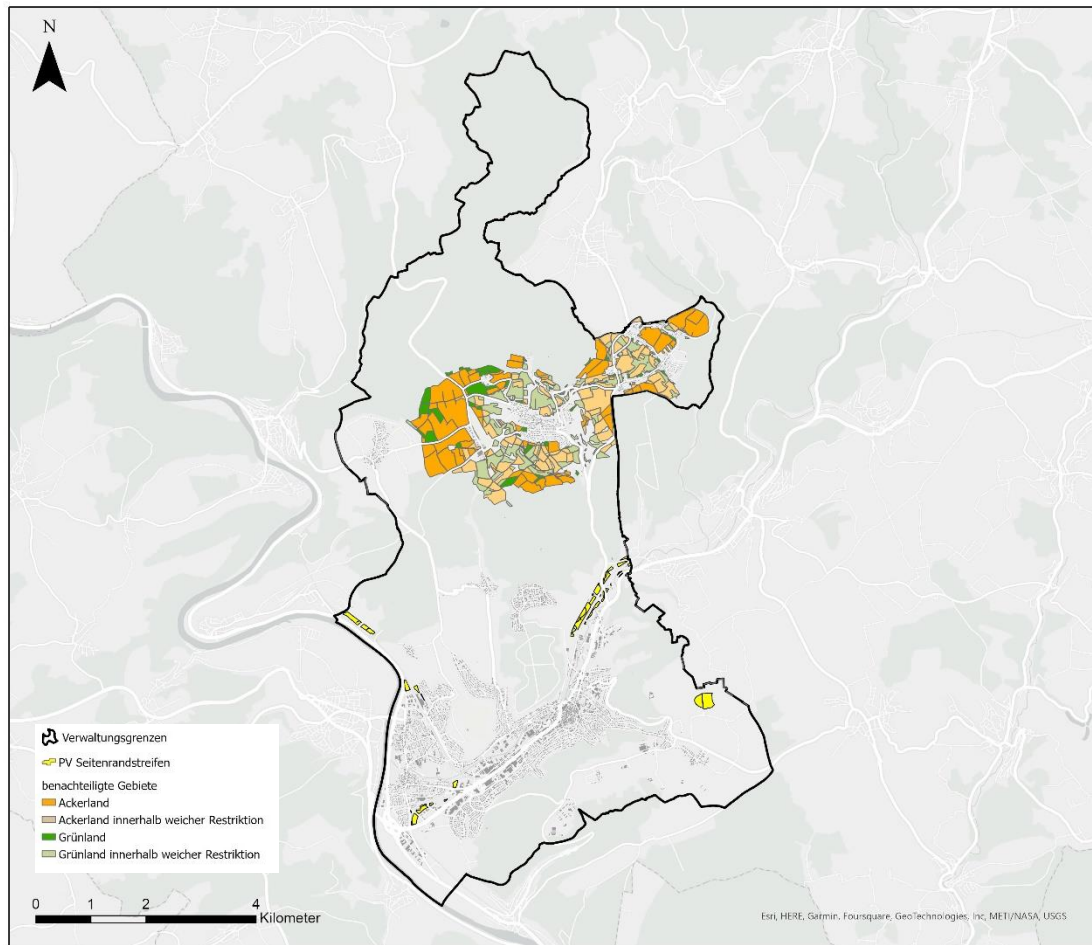 N
Verwaltungsgrenzen
PV Seitenrandstreifen
benachteiligte Gebiete
Ackerland
Ackerland innerhalb weicher Restriktion
Grünland
Grünland innerhalb weicher Restriktion
0 1 2 4 Kilometer
Esri, HERE, Garmin, Foursquare, GeoTechnologies, Inc, METI/NASA, USGS